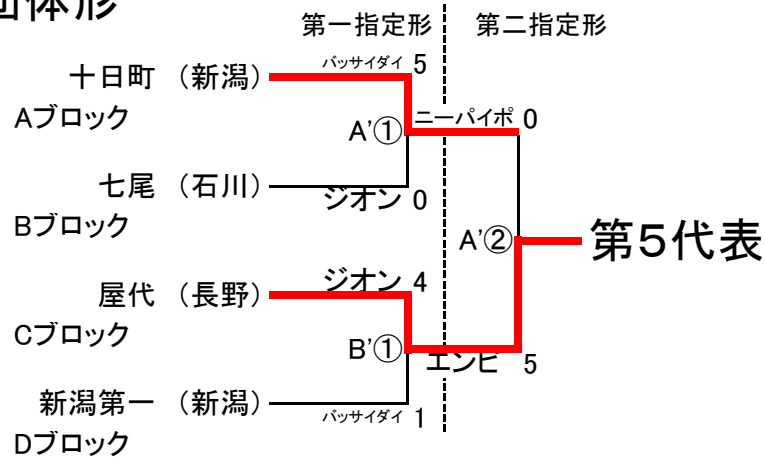 団体形
第一指定形 第二指定形
バッサイダイ 5
十日町 (新潟)
Aブロック
A'① ニーパイポ 0
七尾 (石川)
ジオン 0
Bブロック
A'② 第5代表
ジオン 4
屋代 (長野)
Cブロック
B'① エンピ 5
新潟第一 (新潟)
バッサイダイ 1
Dブロック